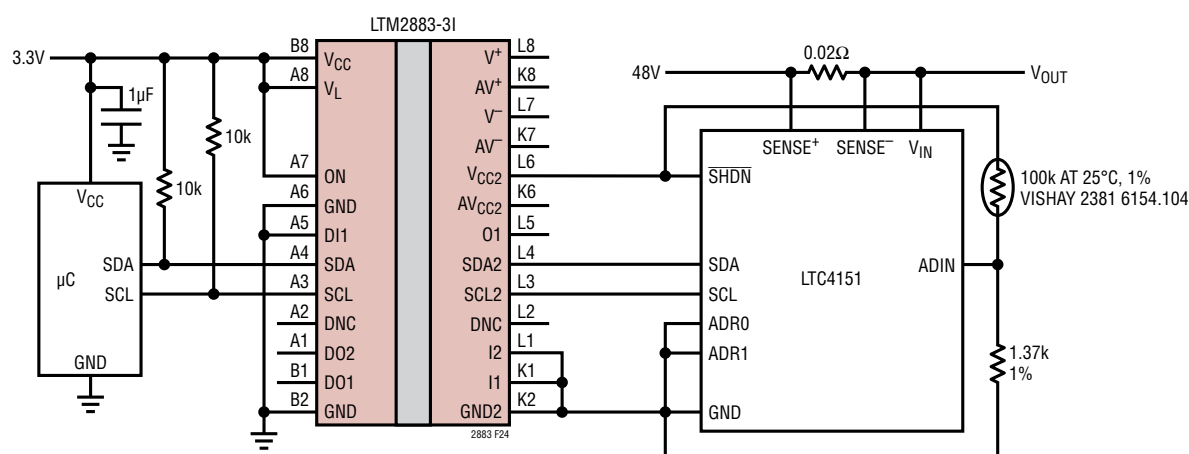 LTM2883-3I
3.3V
1µF
10k
10k
VCC
µC
SDA
SCL
GND
B8
A8
A7
A6
A5
A4
A3
A2
A1
B1
B2
VCC
VL
ON
GND
DI1
SDA
SCL
DNC
DO2
DO1
GND
V+
AV+
V−
AV−
VCC2
AVCC2
O1
SDA2
SCL2
DNC
I2
I1
GND2
L8
K8
L7
K7
L6
K6
L5
L4
L3
L2
L1
K1
K2
2883 F24
48V
0.02Ω
VOUT
SENSE+
SENSE−
VIN
SHDN
SDA
SCL
ADR0
ADR1
GND
LTC4151
ADIN
100k AT 25°C, 1%
VISHAY 2381 6154.104
1.37k
1%